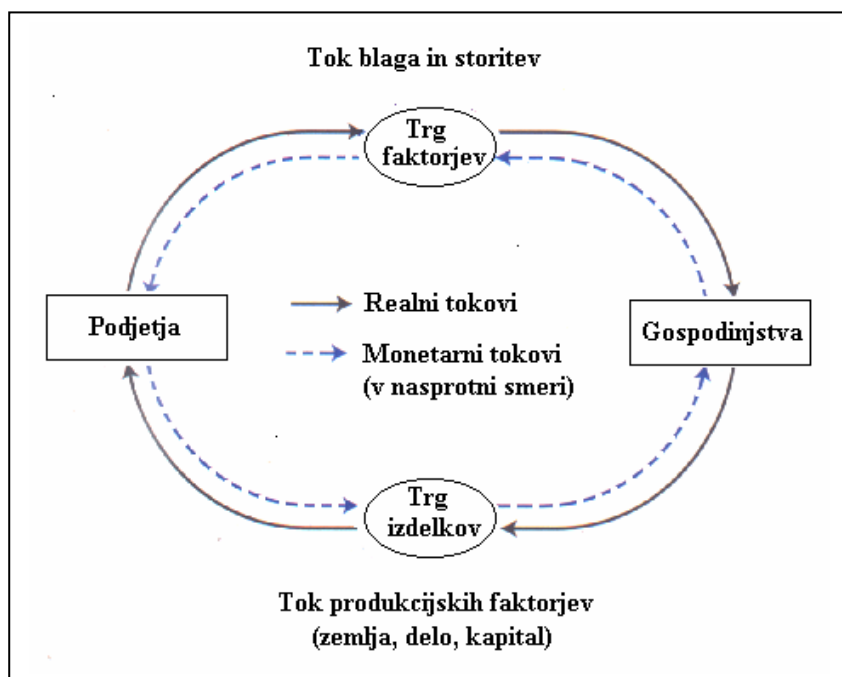 Tok blaga in storitev
Trg
faktorjev
Podjetja
Realni tokovi
Monetarni tokovi
(v nasprotni smeri)
Gospodinjstva
Trg
izdelkov
Tok produkcijskih faktorjev
(zemlja, delo, kapital)